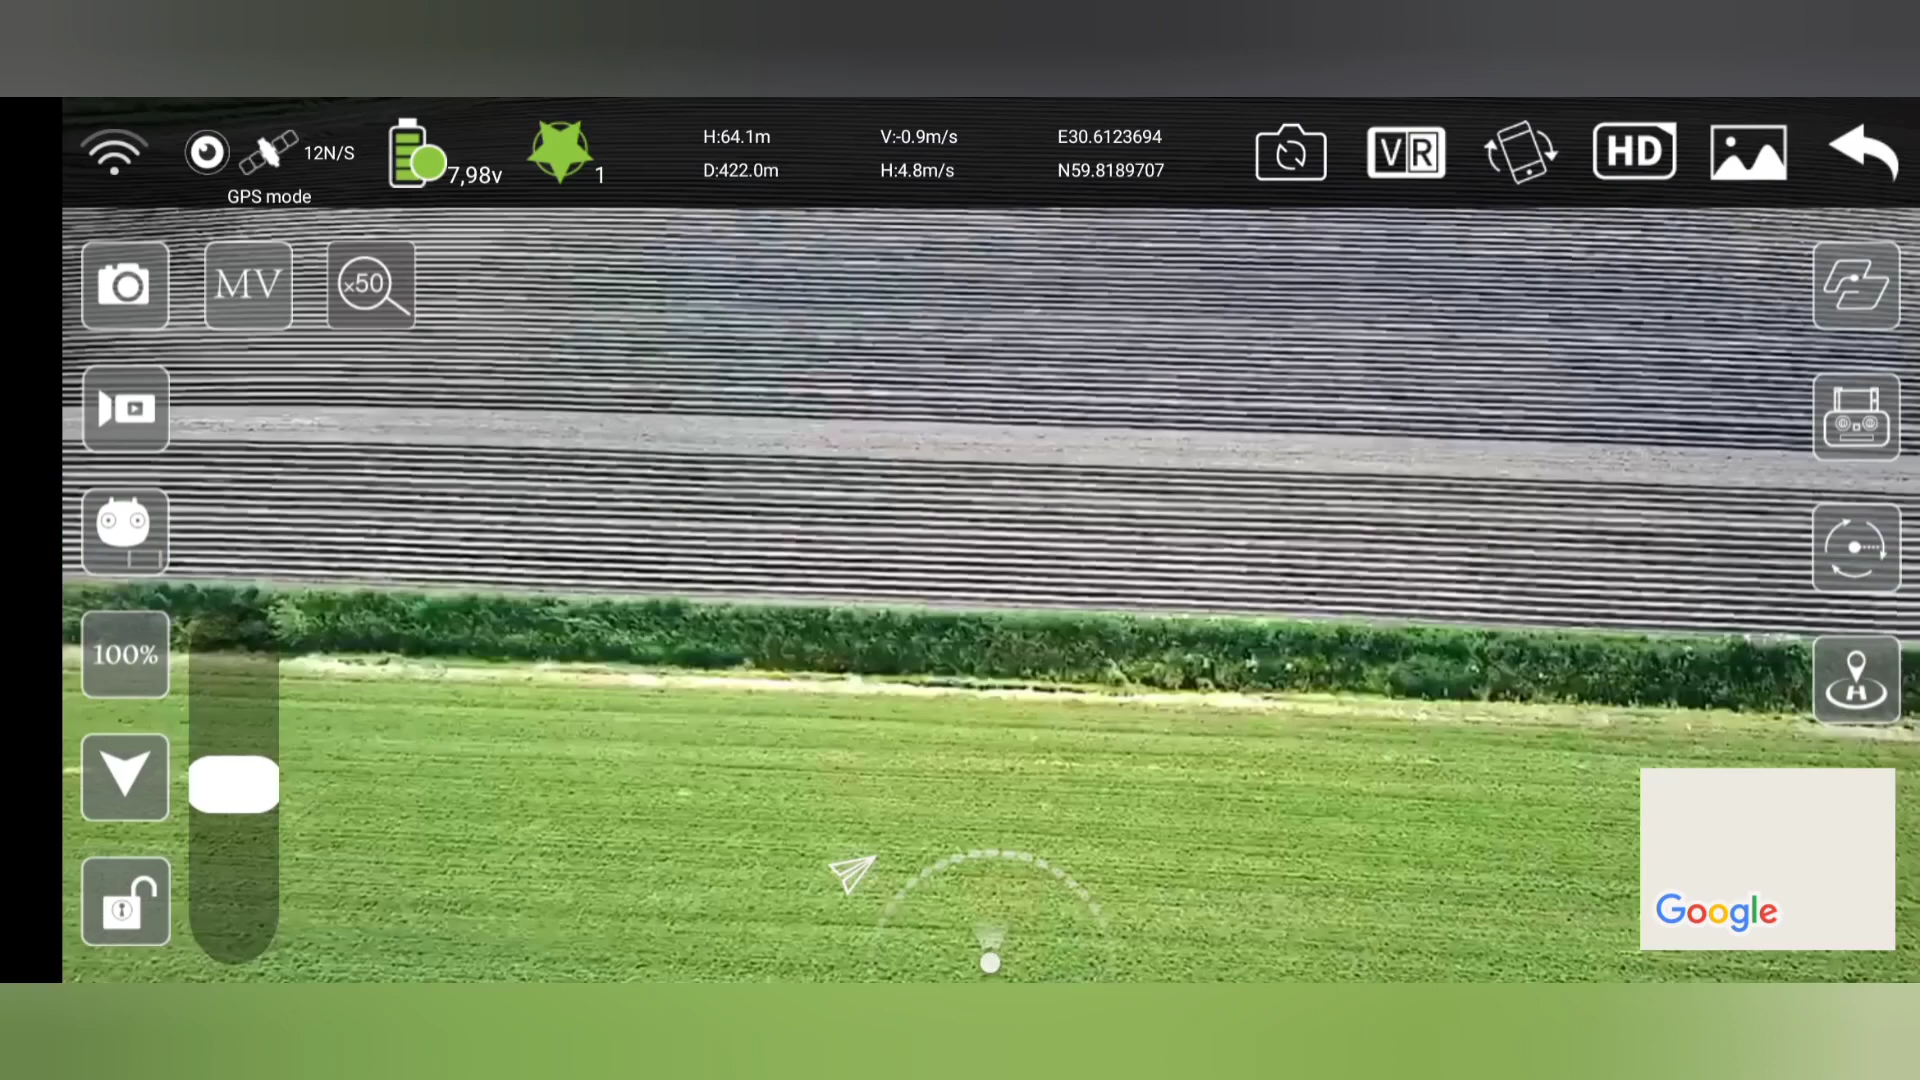 12N/S
GPS mode
7,98v
1
H:64.1m
V:-0.9m/s
E30.6123694
D:422.0m
H:4.8m/s
N59.8189707
VR
HD
MV
x50
100%
H
Google